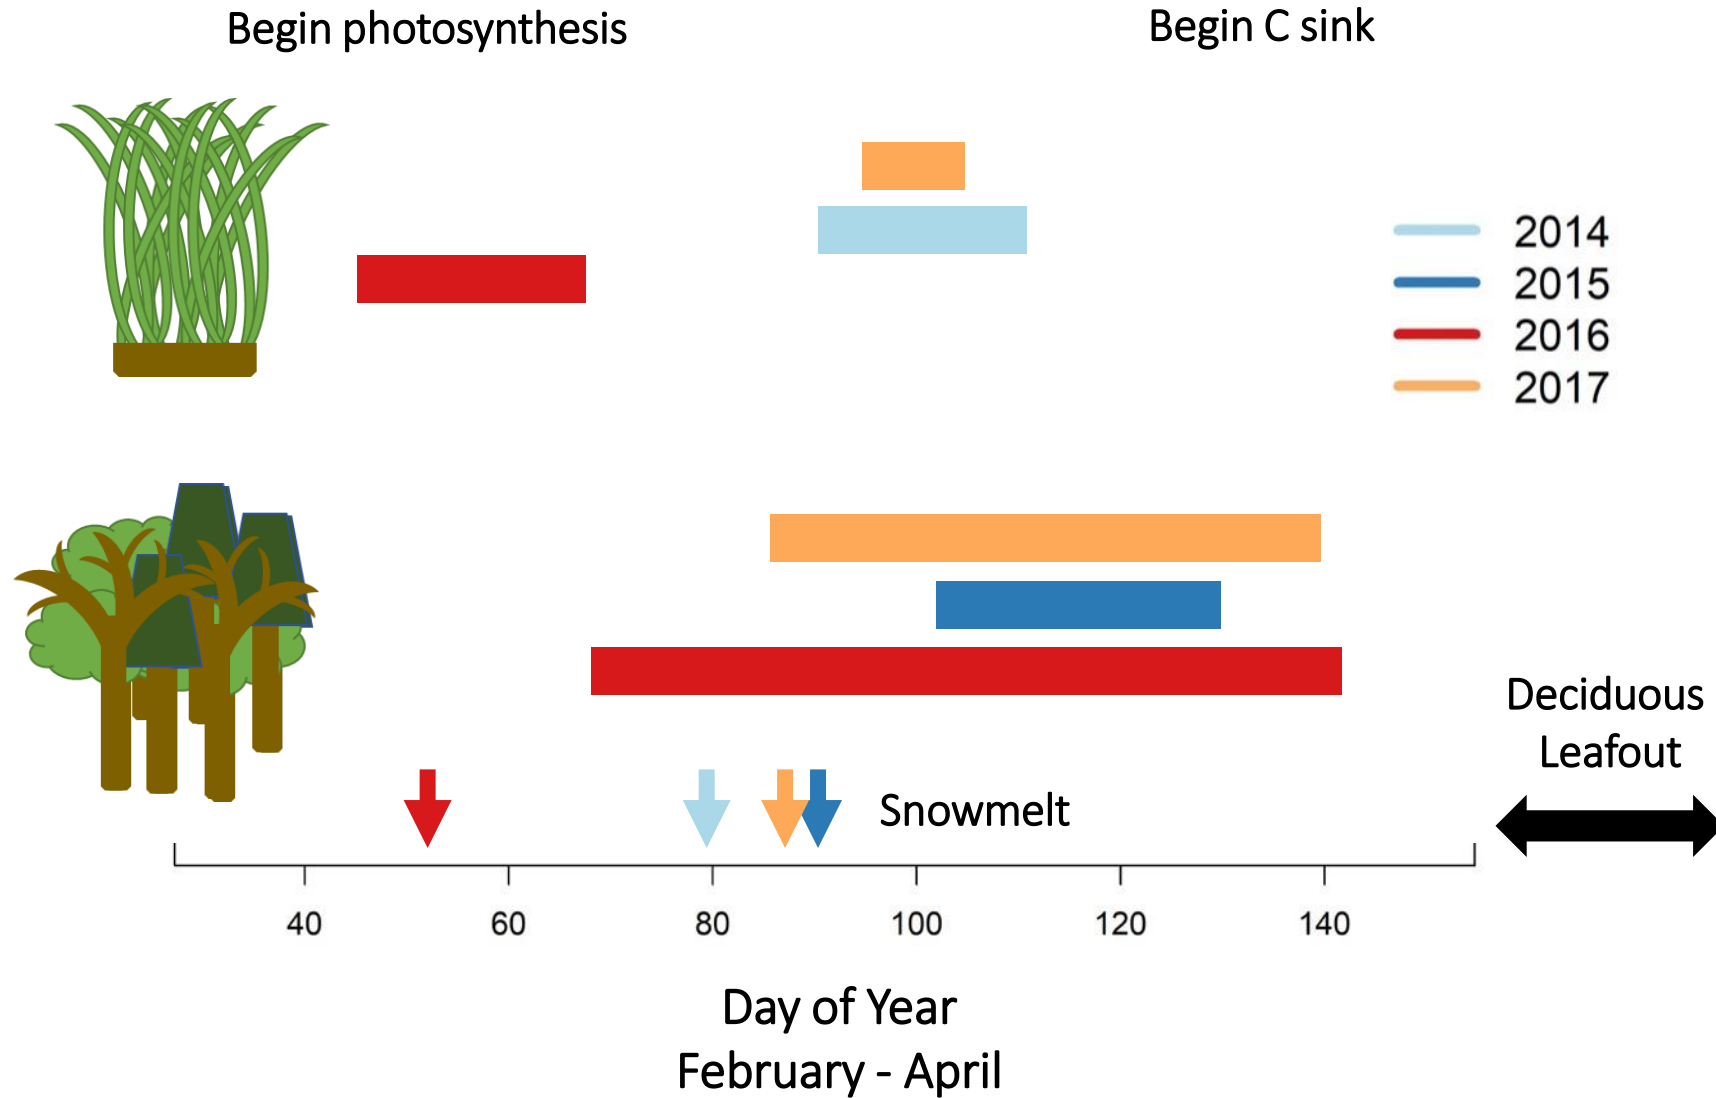 Begin photosynthesis
Begin C sink
2014
2015
2016
2017
Deciduous
Leafout
Snowmelt
40 60 80 100 120 140
Day of Year
February - April